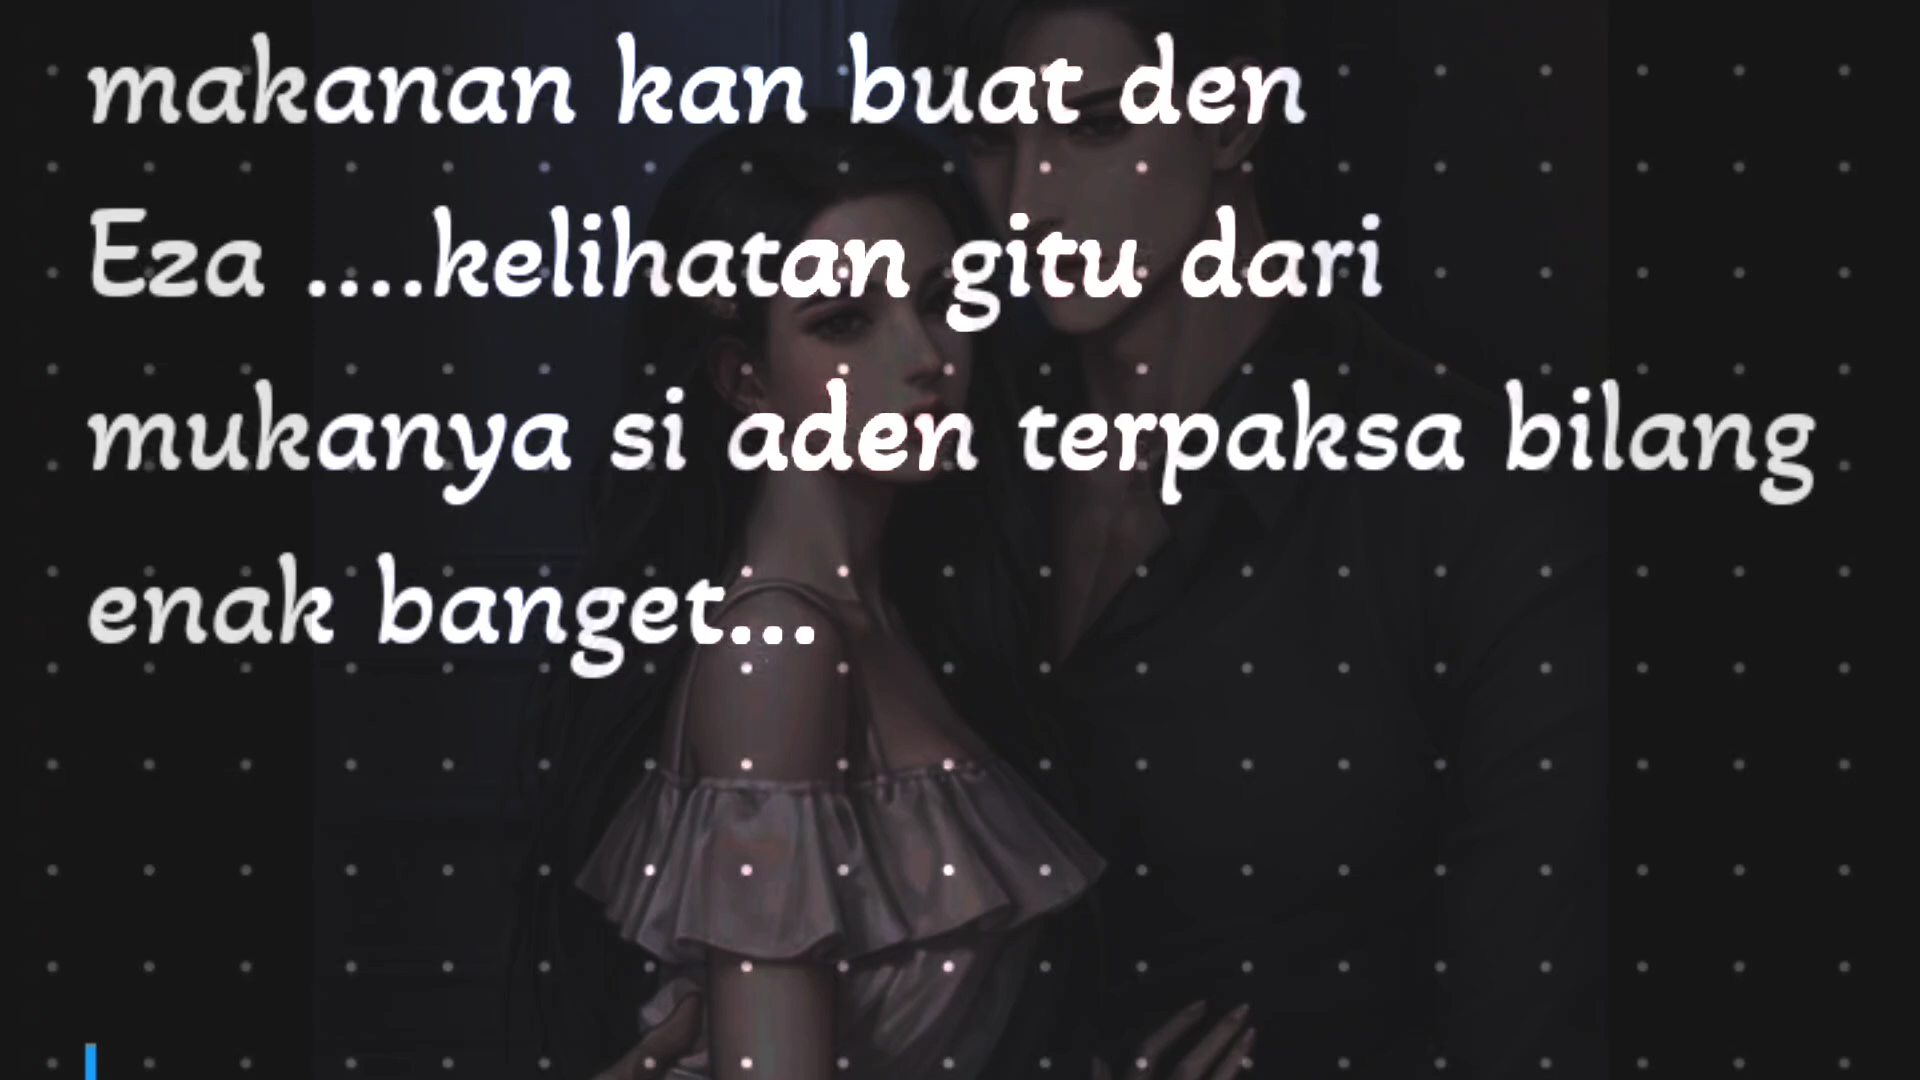 makanan kan buat den
Eza ....kelihatan gitu dari
mukanya si aden terpaksa bilang
enak banget...